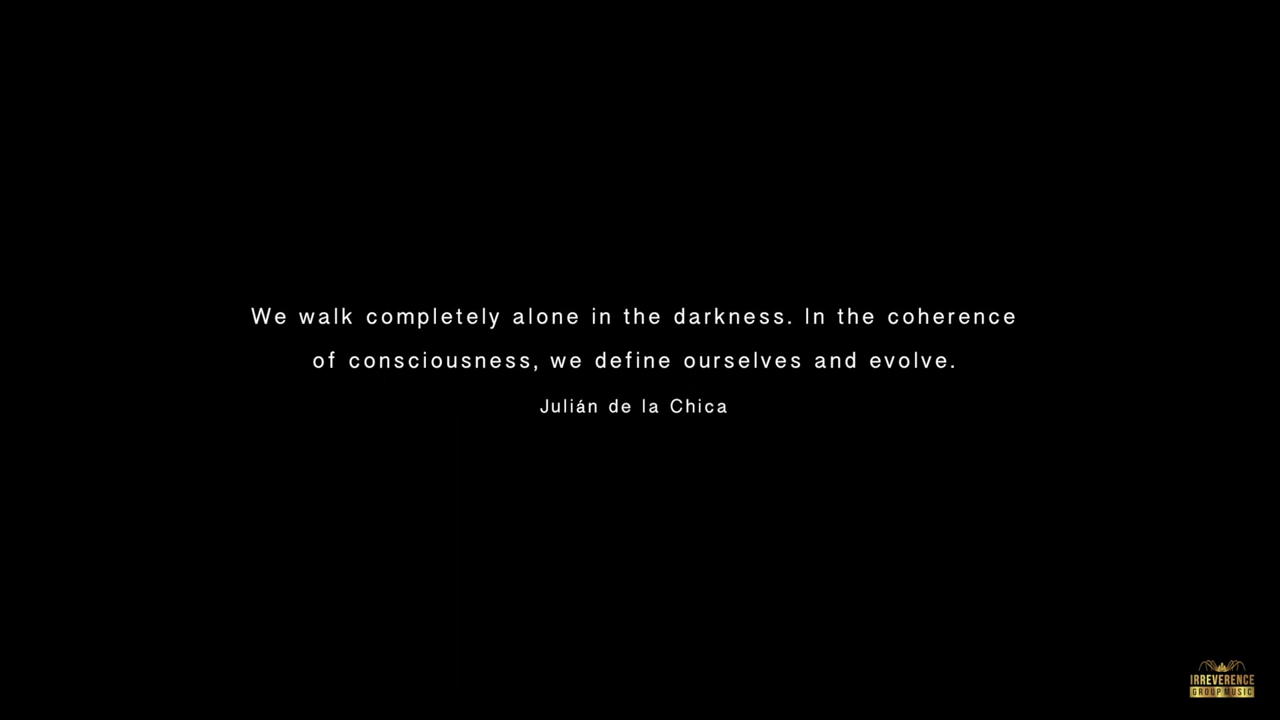 We walk completely alone in the darkness. In the coherence
of consciousness, we define ourselves and evolve.
Julián de la Chica
IRREVERENCE
GROUP MUSIC